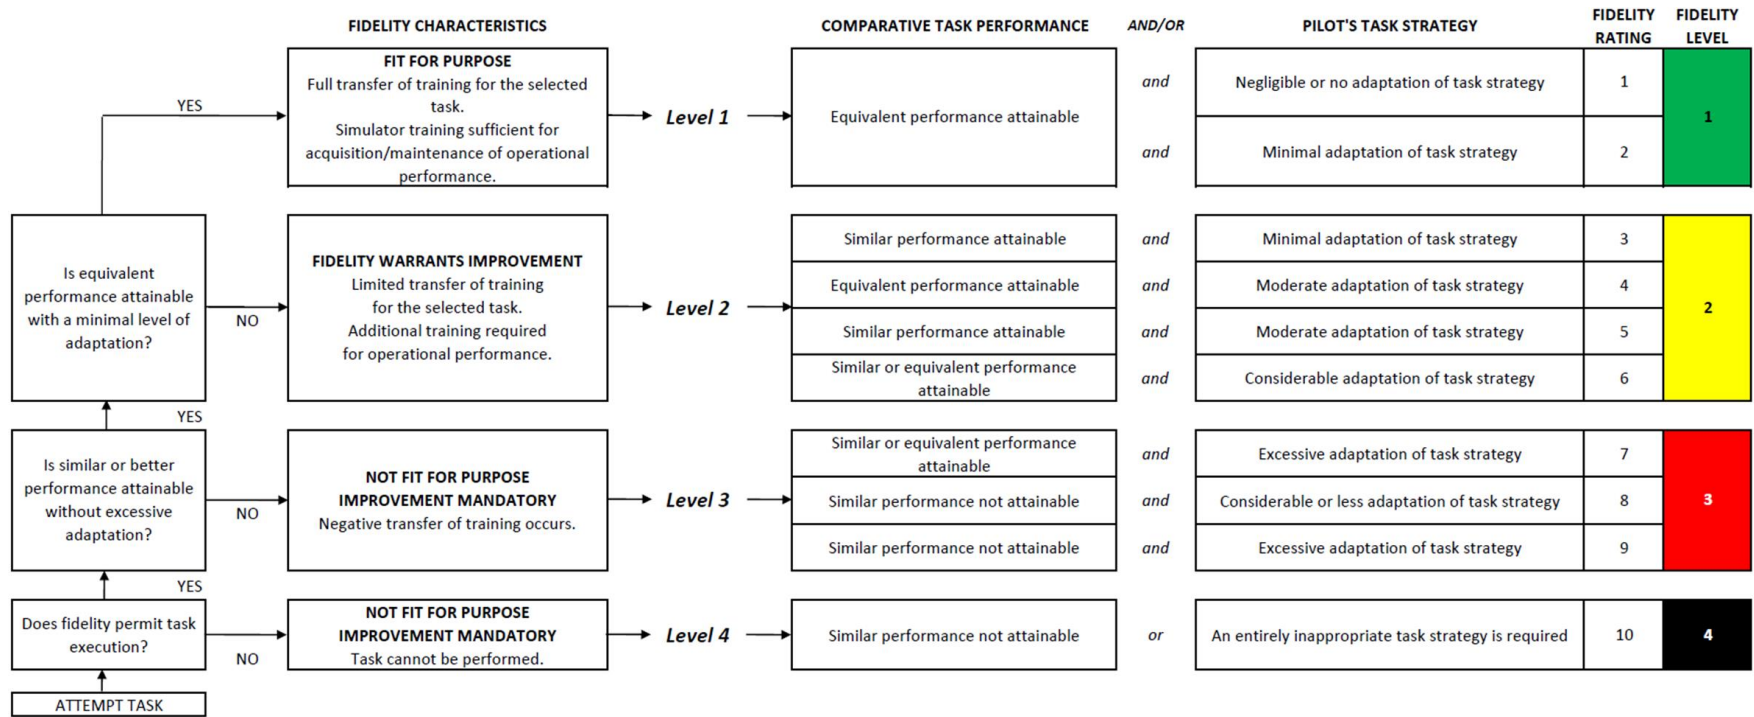 FIDELITY CHARACTERISTICS
COMPARATIVE TASK PERFORMANCE
AND/OR
PILOT'S TASK STRATEGY
FIDELITY
RATING
FIDELITY
LEVEL
YES
FIT FOR PURPOSE
Full transfer of training for the selected
task.
Simulator training sufficient for
acquisition/maintenance of operational
performance.
Level 1
Equivalent performance attainable
and
Negligible or no adaptation of task strategy
1
and
Minimal adaptation of task strategy
2
1
Is equivalent
performance attainable
with a minimal level of
adaptation?
NO
FIDELITY WARRANTS IMPROVEMENT
Limited transfer of training
for the selected task.
Additional training required
for operational performance.
Level 2
Similar performance attainable
and
Minimal adaptation of task strategy
3
Equivalent performance attainable
and
Moderate adaptation of task strategy
4
Similar performance attainable
and
Moderate adaptation of task strategy
5
Similar or equivalent performance
attainable
and
Considerable adaptation of task strategy
6
2
YES
Is similar or better
performance attainable
without excessive
adaptation?
NO
NOT FIT FOR PURPOSE
IMPROVEMENT MANDATORY
Negative transfer of training occurs.
Level 3
Similar or equivalent performance
attainable
and
Excessive adaptation of task strategy
7
Similar performance not attainable
and
Considerable or less adaptation of task strategy
8
Similar performance not attainable
and
Excessive adaptation of task strategy
9
3
YES
Does fidelity permit task
execution?
NO
NOT FIT FOR PURPOSE
IMPROVEMENT MANDATORY
Task cannot be performed.
Level 4
Similar performance not attainable
or
An entirely inappropriate task strategy is required
10
4
ATTEMPT TASK